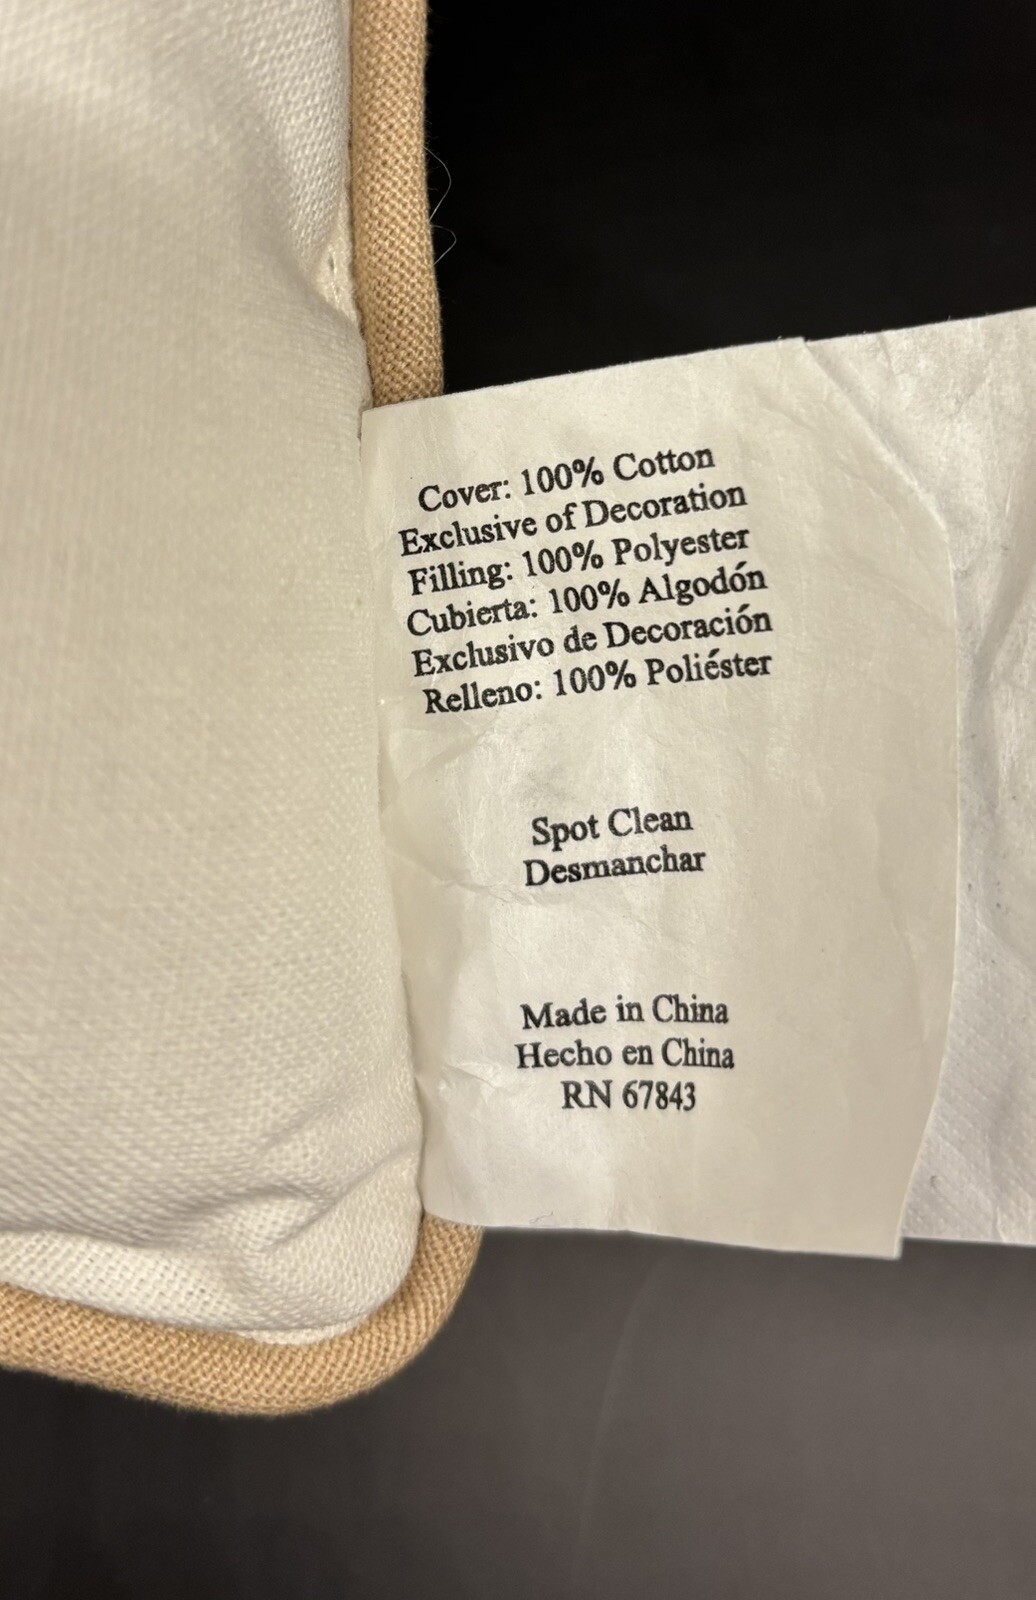 Cover: 100% Cotton
Exclusive of Decoration
Filling: 100% Polyester
Cubierta: 100% Algodón
Exclusivo de Decoración
Relleno: 100% Poliéster
Spot Clean
Desmanchar
Made in China
Hecho en China
RN 67843